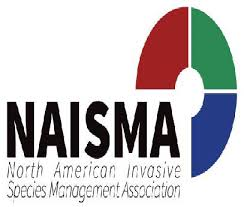 NAISMA
North American Invasive
Species Management Association